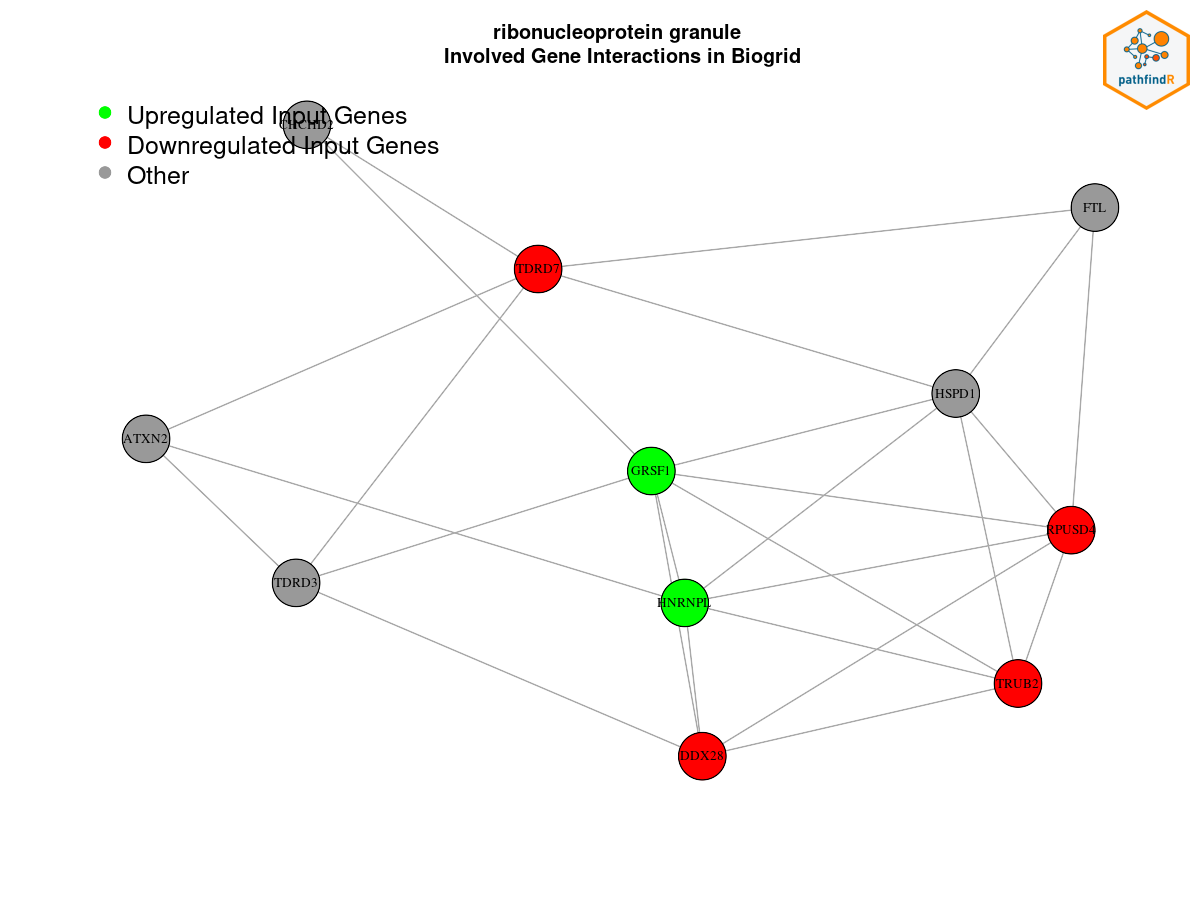 ribonucleoprotein granule
Involved Gene Interactions in Biogrid
pathfindR
Upregulated Input Genes
CHCHD2
Downregulated Input Genes
Other
FTL
TDRD7
HSPD1
ATXN2
GRSF1
RPUSD4
TDRD3
HNRNPL
TRUB2
DDX28